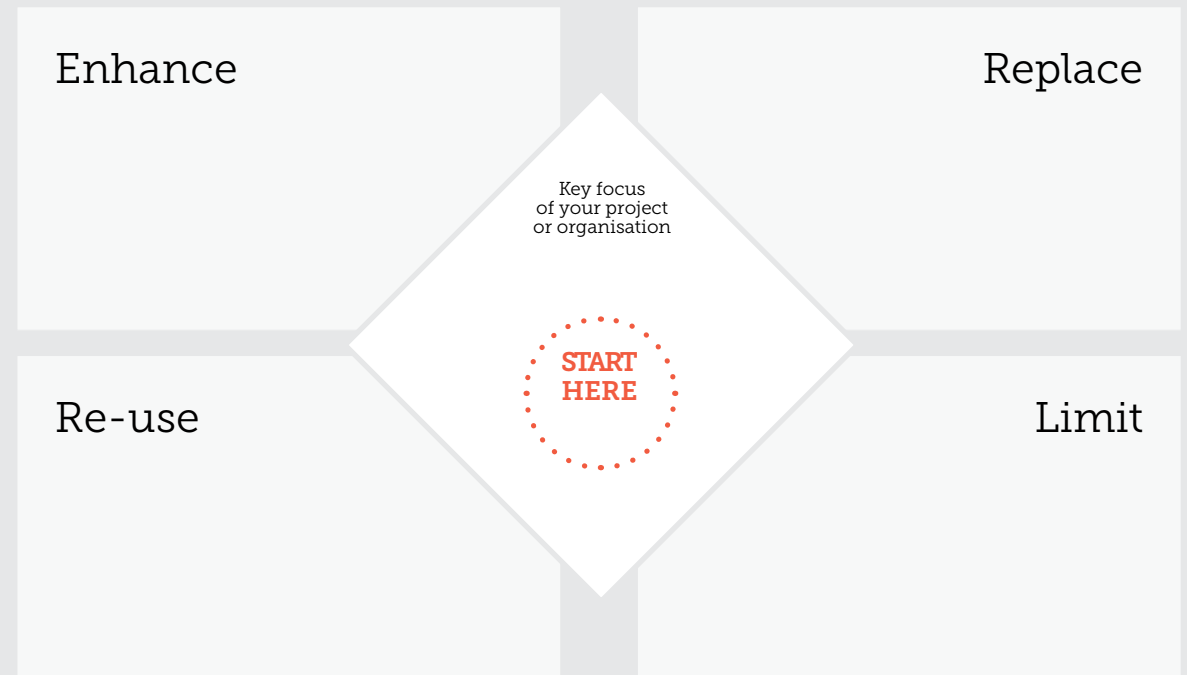 Enhance
Replace
Key focus
of your project
or organisation
START
HERE
Re-use
Limit